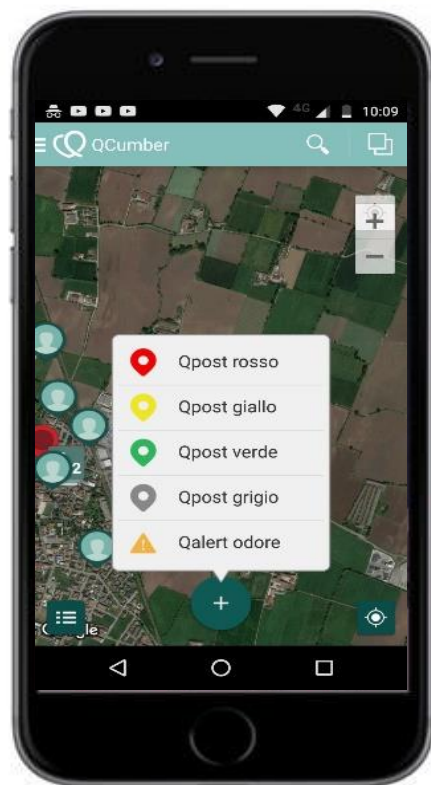 4G 10:09
QCumber
+
−
Qpost rosso
Qpost giallo
Qpost verde
Qpost grigio
Qalert odore
2
+